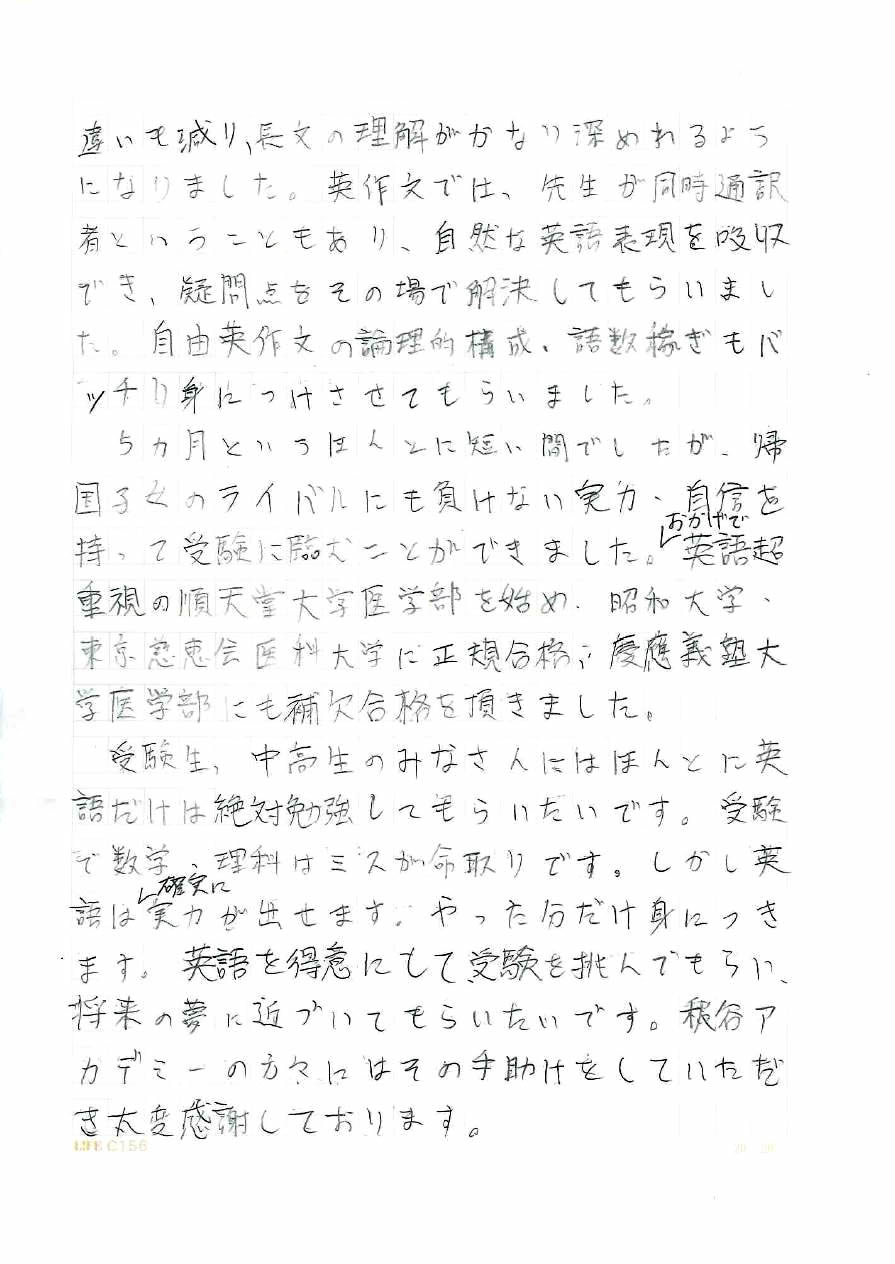 違いも減り、長文の理解がかなり深めれるよう
になりました。英作文では、先生が同時通訳
者ということもあり、自然な英語表現を吸収
でき、疑問点をその場で解決してもらいまし
た。自由英作文の論理的構成、語数稼ぎもバ
ッチリ身につけさせてもらいました。
5カ月というほんとに短い間でしたが、帰
国子女のライバルにも負けない実力、自信を
おかげで
持って受験に臨むことができました。英語超
重視の順天堂大学医学部を始め、昭和大学、
東京慈恵会医科大学に正規合格、慶應義塾大
学医学部にも補欠合格を頂きました。
受験生、中高生のみなさんにはほんとに英
語だけは絶対勉強してもらいたいです。受験
で数学、理科はミスが命取りです。しかし英
確実に
語は実力が出せます。やった分だけ身につき
ます。英語を得意にして受験を挑んでもらい、
将来の夢に近づいてもらいたいです。秕谷ア
カデミーの方々にはその手助けをしていただ
き大変感謝しております。
LIFE C156
20 20